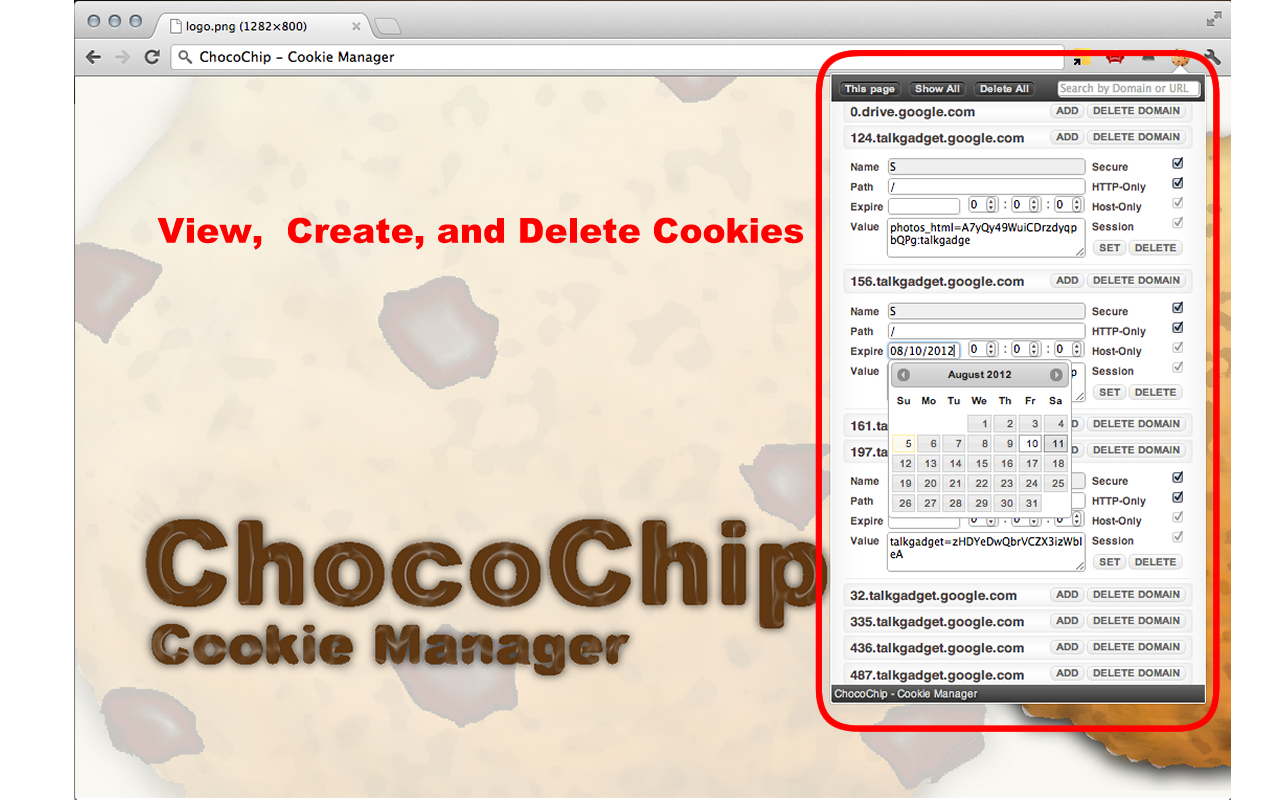 logo.png (1282×800)
ChocoChip – Cookie Manager
This page Show All Delete All Search by Domain or URL
0.drive.google.com ADD DELETE DOMAIN
124.talkgadget.google.com ADD DELETE DOMAIN
Name S Secure
Path / HTTP-Only
Expire 0 : 0 : 0 Host-Only
Value photos_html=A7yQy49WuiCDrzdyqp Session
bQPg:talkgadge
SET DELETE
View, Create, and Delete Cookies
156.talkgadget.google.com ADD DELETE DOMAIN
Name S Secure
Path / HTTP-Only
Expire 08/10/2012 0 : 0 : 0 Host-Only
Value p Session
SET DELETE
August 2012
Su Mo Tu We Th Fr Sa
1 2 3 4
5 6 7 8 9 10 11
12 13 14 15 16 17 18
19 20 21 22 23 24 25
26 27 28 29 30 31
161.ta D DELETE DOMAIN
197.ta D DELETE DOMAIN
Name Secure
Path HTTP-Only
Expire 0 : 0 : 0 Host-Only
Value talkgadget=zHDYeDwQbrVCZX3izWbI Session
eA
SET DELETE
32.talkgadget.google.com ADD DELETE DOMAIN
335.talkgadget.google.com ADD DELETE DOMAIN
436.talkgadget.google.com ADD DELETE DOMAIN
487.talkgadget.google.com ADD DELETE DOMAIN
ChocoChip - Cookie Manager
ChocoChip
Cookie Manager